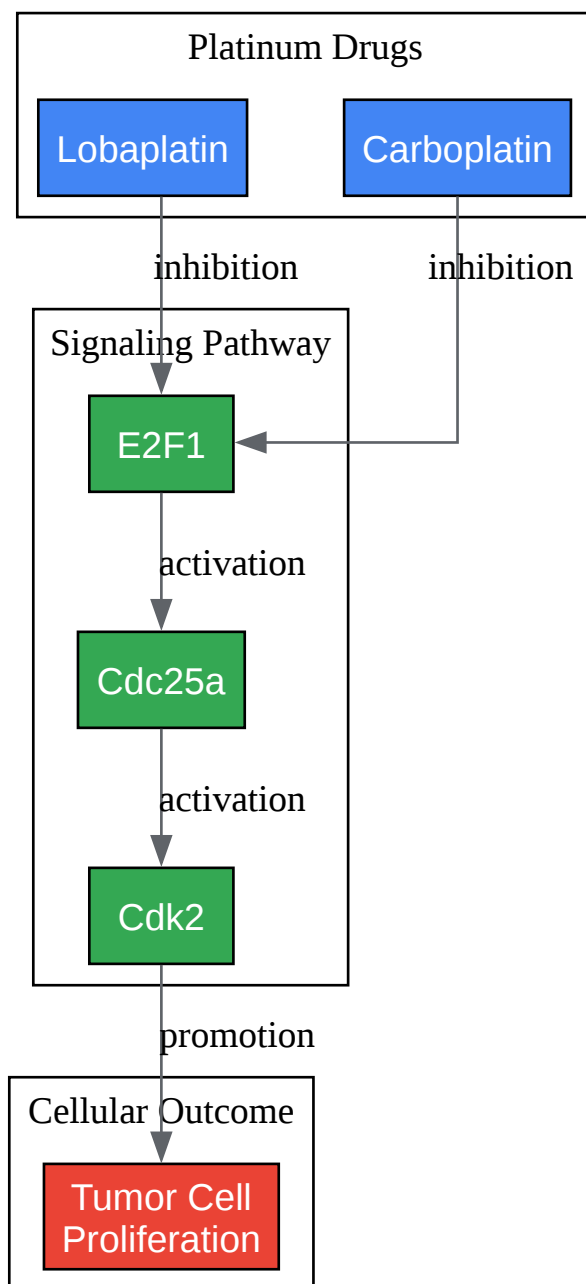 Platinum Drugs
Lobaplatin
Carboplatin
inhibition
inhibition
Signaling Pathway
E2F1
activation
Cdc25a
activation
Cdk2
promotion
Cellular Outcome
Tumor Cell
Proliferation